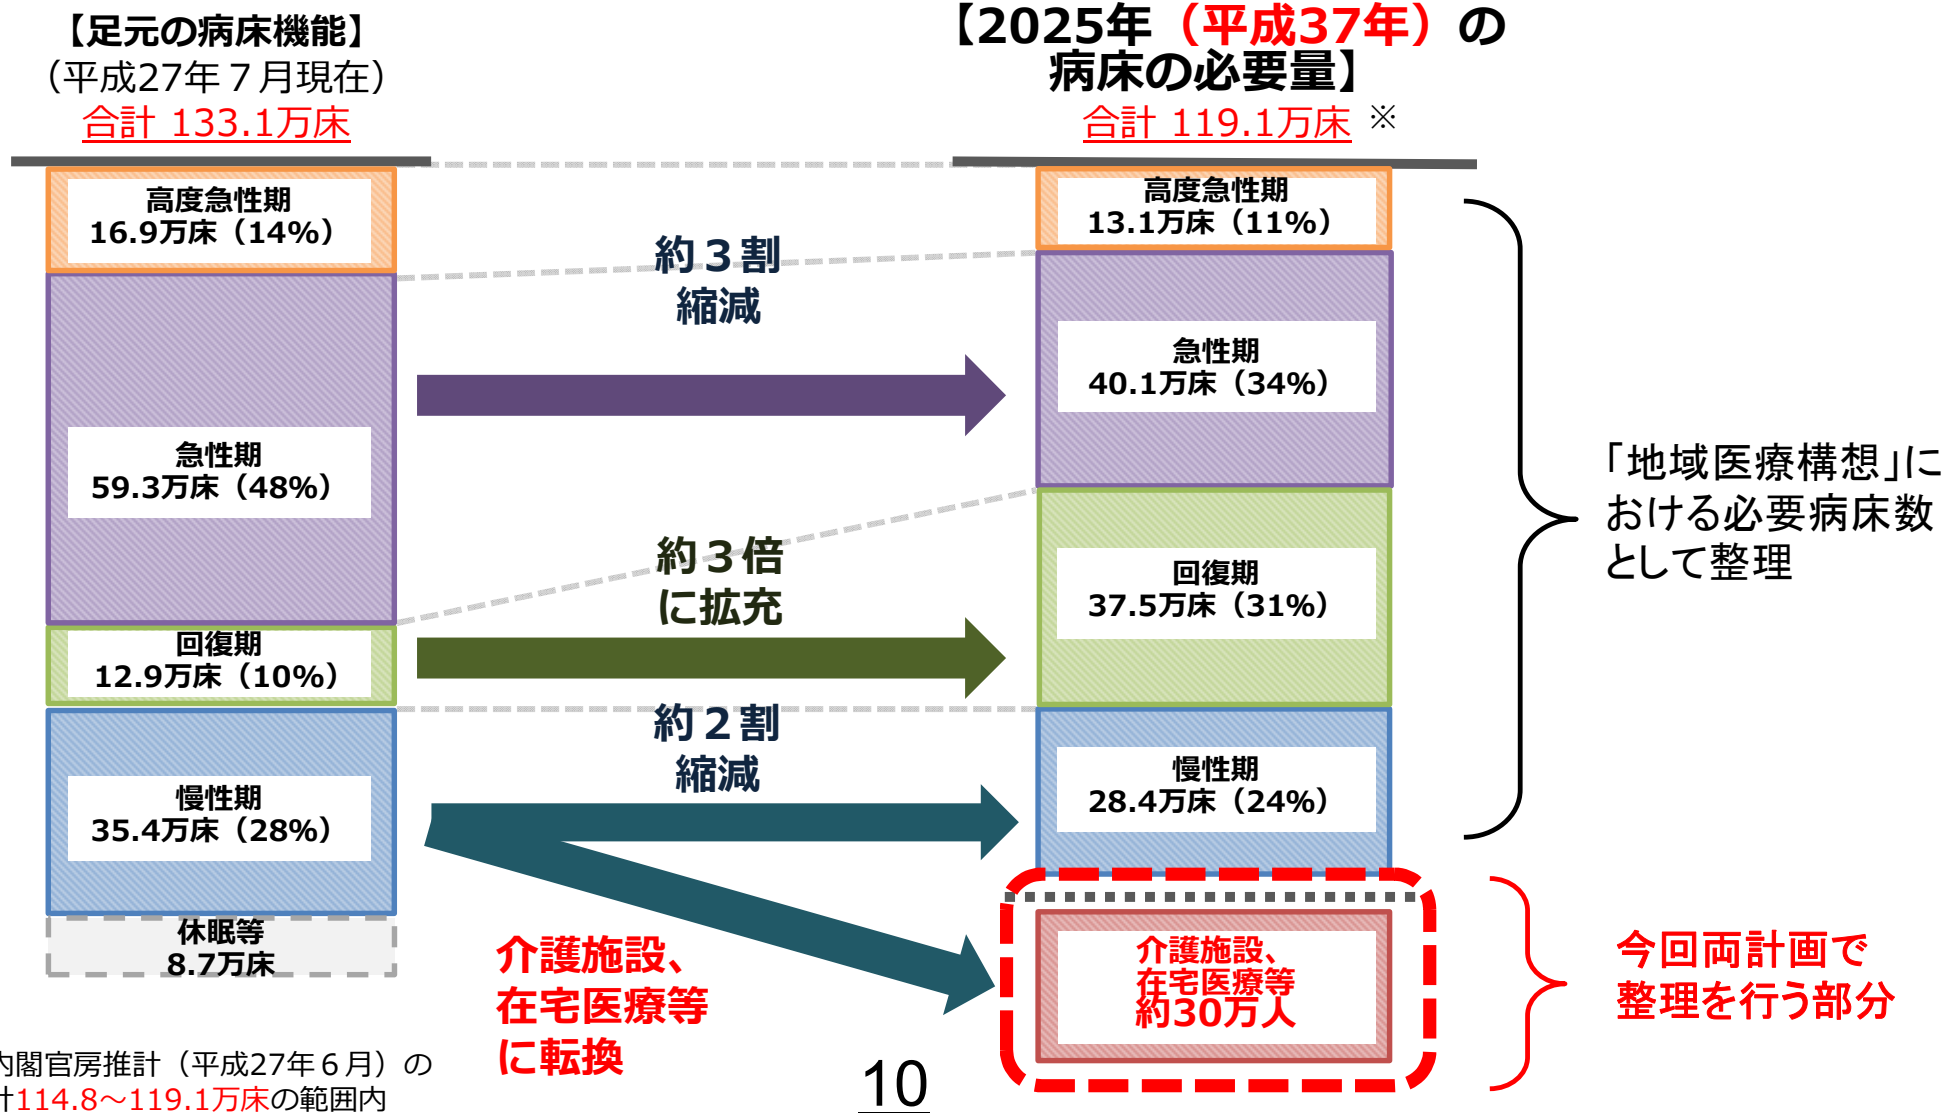 【足元の病床機能】
（平成27年７月現在）
合計 133.1万床
高度急性期
16.9万床（14%）
急性期
59.3万床（48%）
回復期
12.9万床（10%）
慢性期
35.4万床（28%）
休眠等
8.7万床
内閣官房推計（平成27年６月）の
計114.8～119.1万床の範囲内
約３割
縮減
約３倍
に拡充
約２割
縮減
介護施設、
在宅医療等
に転換
10
【2025年（平成37年）の
病床の必要量】
合計 119.1万床 ※
高度急性期
13.1万床（11%）
急性期
40.1万床（34%）
回復期
37.5万床（31%）
慢性期
28.4万床（24%）
介護施設、
在宅医療等
約30万人
「地域医療構想」に
おける必要病床数
として整理
今回両計画で
整理を行う部分